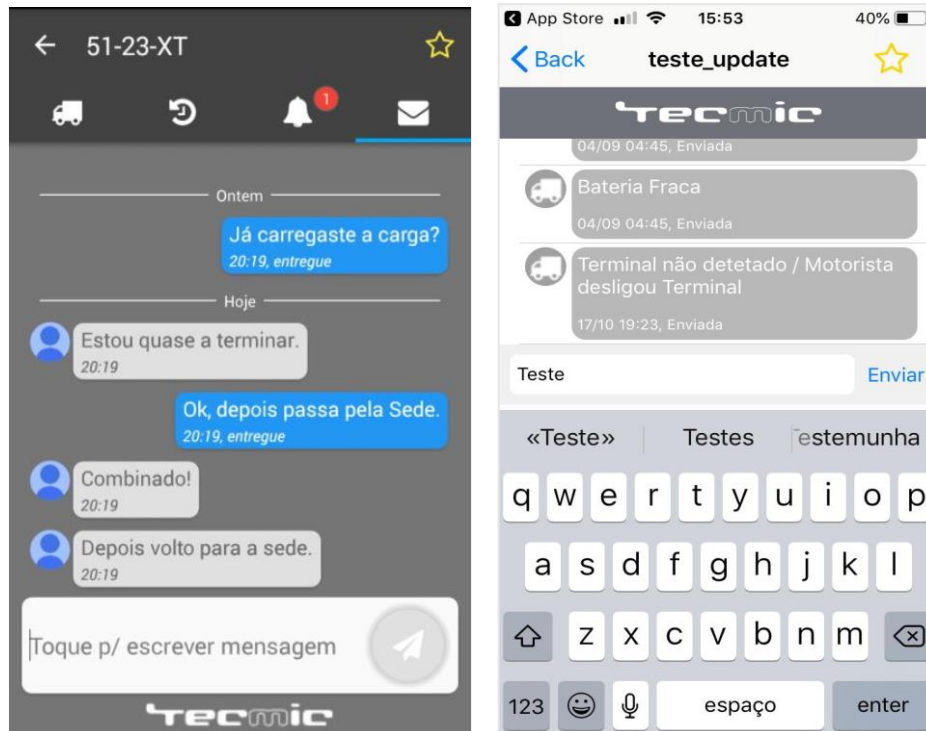 51-23-XT
1
Ontem
Já carregaste a carga?
20:19, entregue
Hoje
Estou quase a terminar.
20:19
Ok, depois passa pela Sede.
20:19, entregue
Combinado!
20:19
Depois volto para a sede.
20:19
Toque p/ escrever mensagem
Tecmic
App Store 15:53 40%
Back teste_update
Tecmic
04/09 04:45, Enviada
Bateria Fraca
04/09 04:45, Enviada
Terminal não detetado / Motorista
desligou Terminal
17/10 19:23, Enviada
Teste Enviar
«Teste» Testes Testemunha
q w e r t y u i o p
a s d f g h j k l
z x c v b n m
123 espaço enter